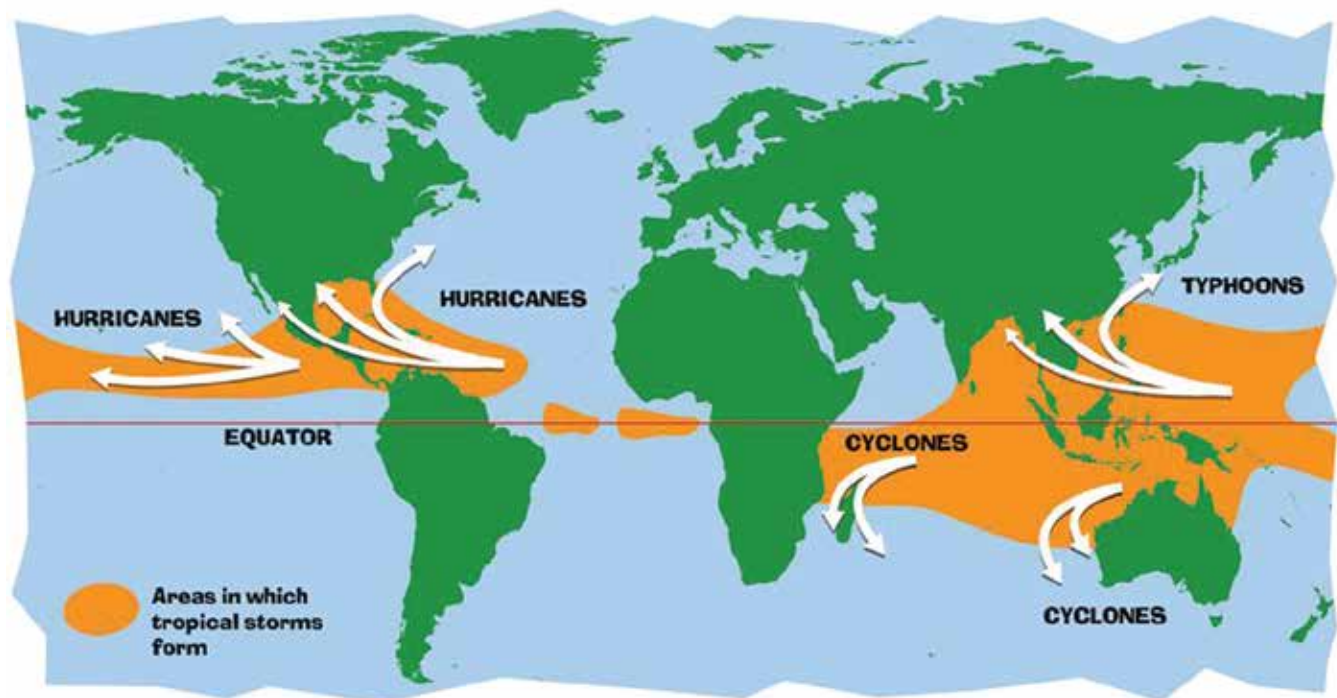 TYPHOONS
HURRICANES
HURRICANES
EQUATOR
CYCLONES
Areas in which
tropical storms
form
CYCLONES